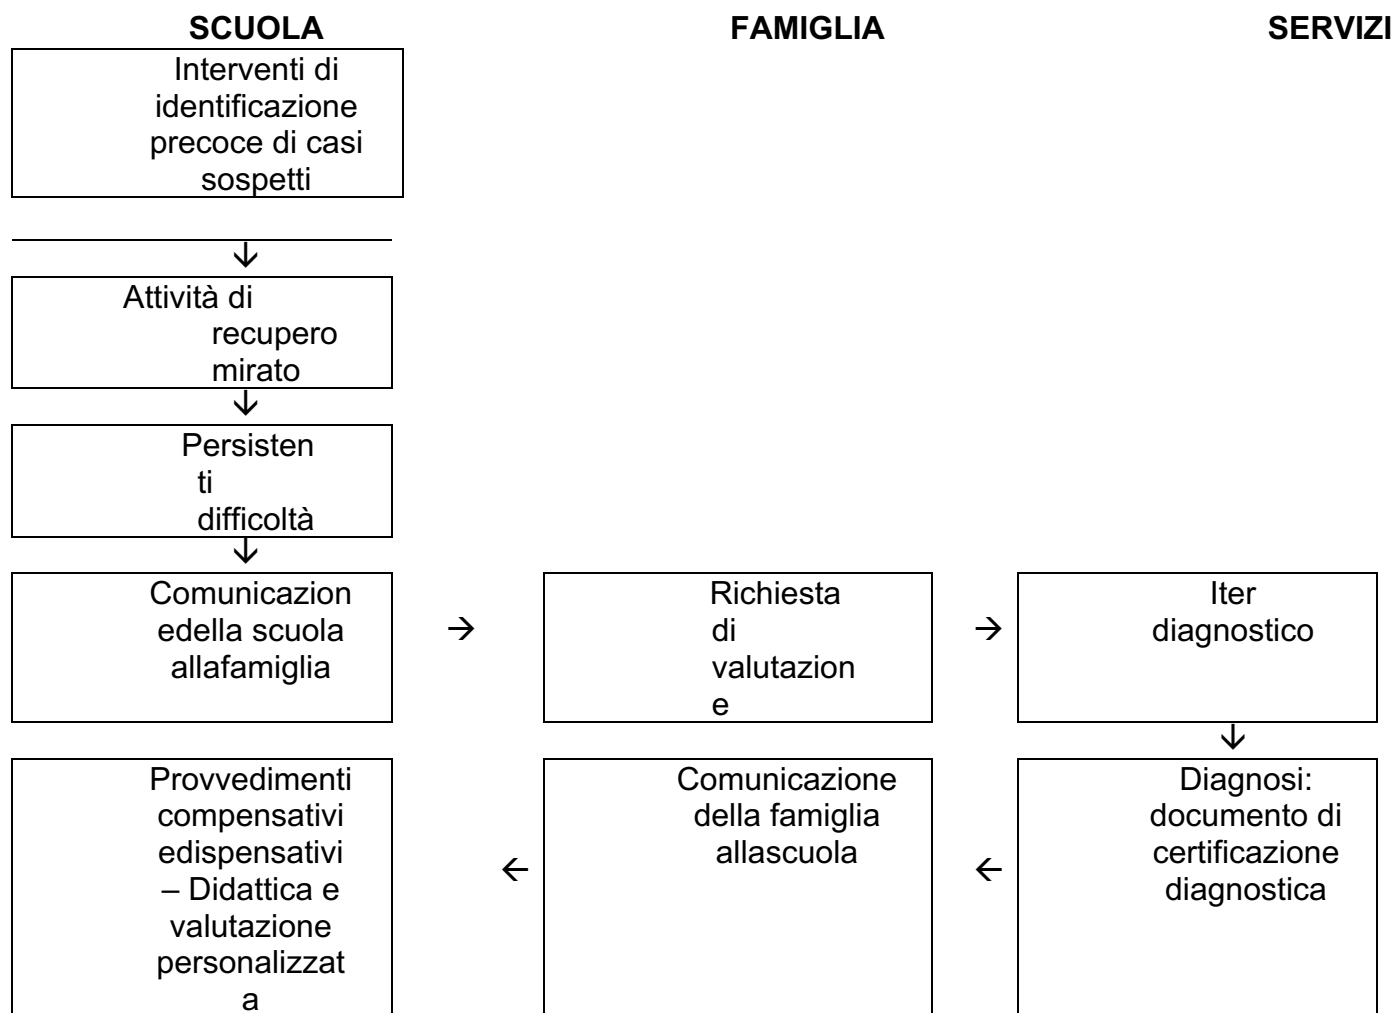 SCUOLA FAMIGLIA SERVIZI
Interventi di
identificazione
precoce di casi
sospetti
↓
Attività di
recupero
mirato
↓
Persisten
ti
difficoltà
↓
Comunicazion
edella scuola
allafamiglia
→
Richiesta
di
valutazion
e
→
Iter
diagnostico
↓
Provvedimenti
compensativi
edispensativi
– Didattica e
valutazione
personalizzat
a
←
Comunicazione
della famiglia
allascuola
←
Diagnosi:
documento di
certificazione
diagnostica